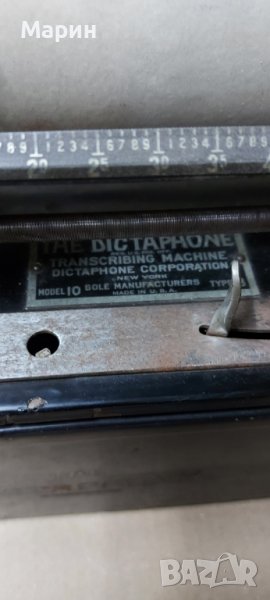 Марин
789 1234 6789 1234 6789 1234 6789
20 25 30 35
THE DICTAPHONE
TRANSCRIBING MACHINE
DICTAPHONE CORPORATION
NEW YORK
MODEL 10 SOLE MANUFACTURERS TYPE
MADE IN U.S.A.
BAZAR